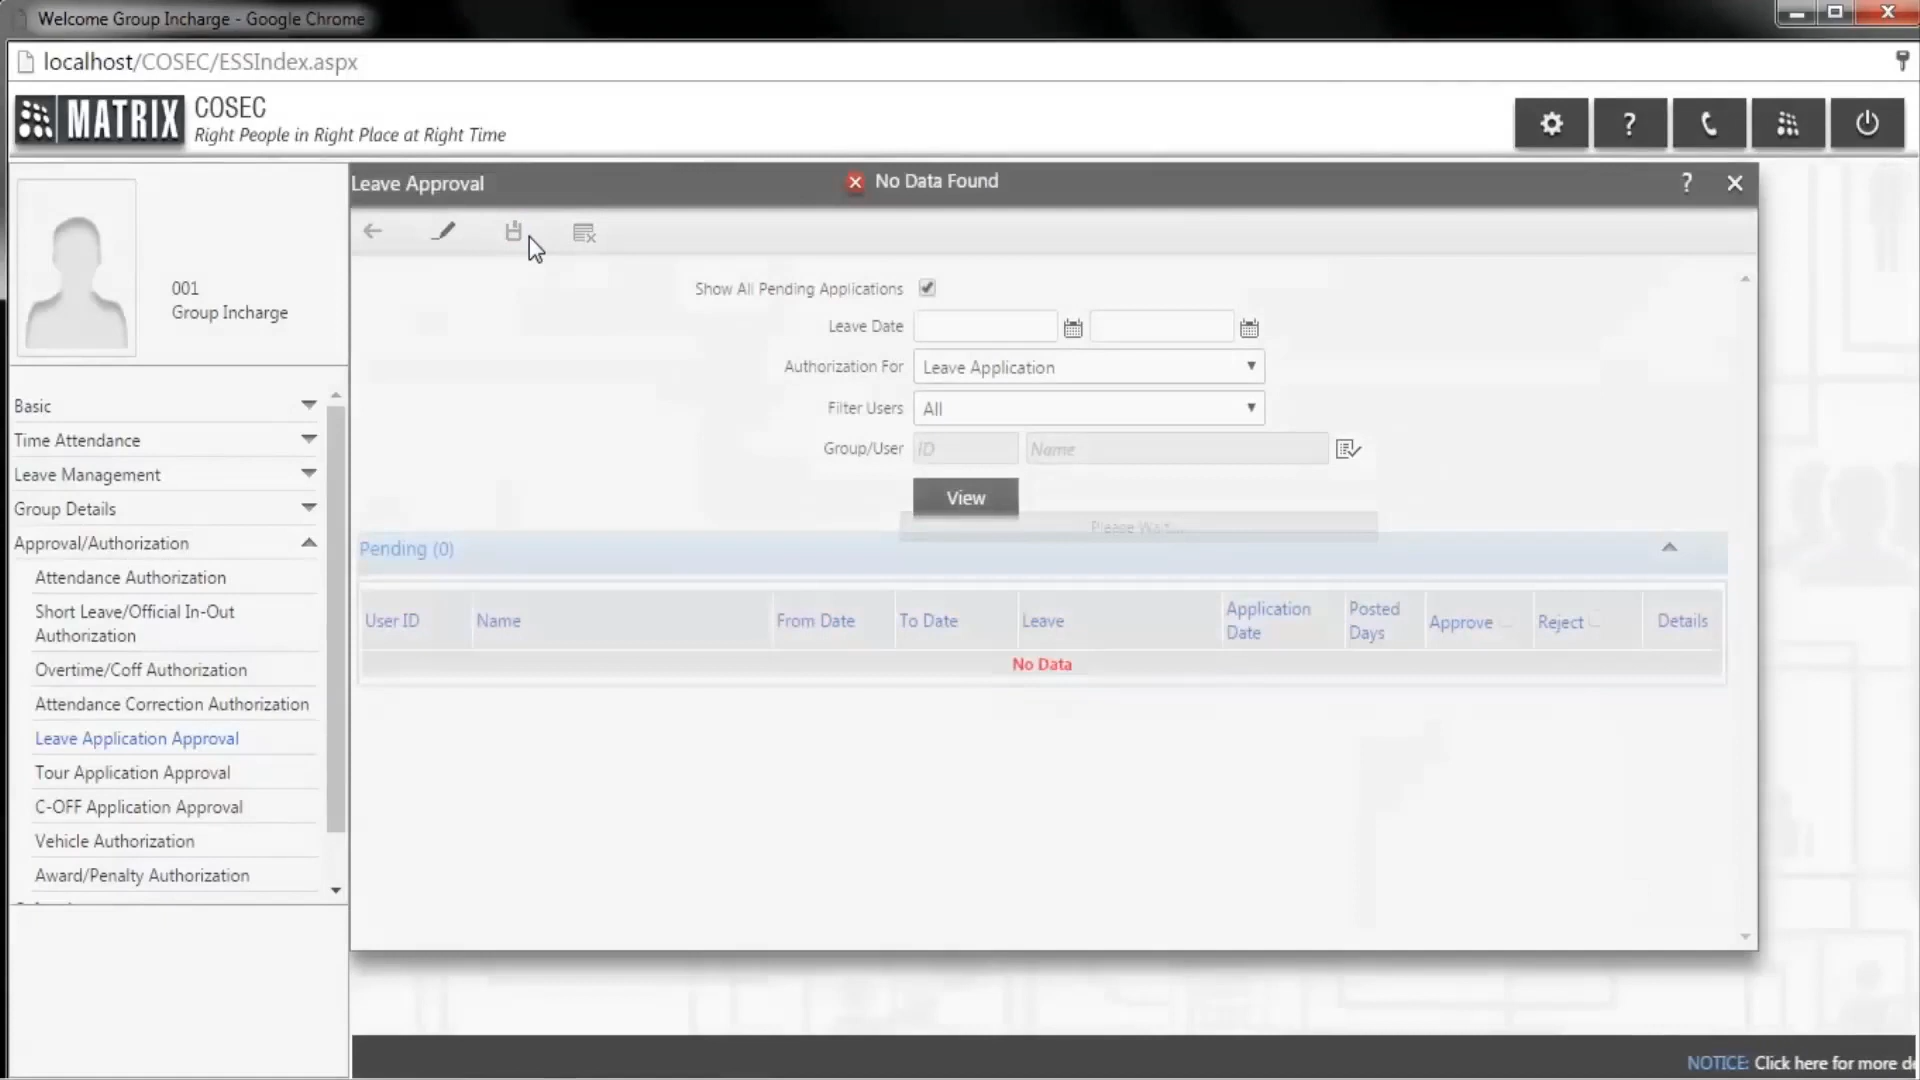 Welcome Group Incharge - Google Chrome
localhost/COSEC/ESSIndex.aspx
MATRIX
COSEC
Right People in Right Place at Right Time
?
001
Group Incharge
Basic
Time Attendance
Leave Management
Group Details
Approval/Authorization
Attendance Authorization
Short Leave/Official In-Out
Authorization
Overtime/Coff Authorization
Attendance Correction Authorization
Leave Application Approval
Tour Application Approval
C-OFF Application Approval
Vehicle Authorization
Award/Penalty Authorization
Leave Approval
No Data Found
?
Show All Pending Applications
Leave Date
Authorization For
Leave Application
Filter Users
All
Group/User
ID
Name
View
Please Wait...
Pending (0)
User ID
Name
From Date
To Date
Leave
Application
Date
Posted
Days
Approve
Reject
Details
No Data
NOTICE: Click here for more